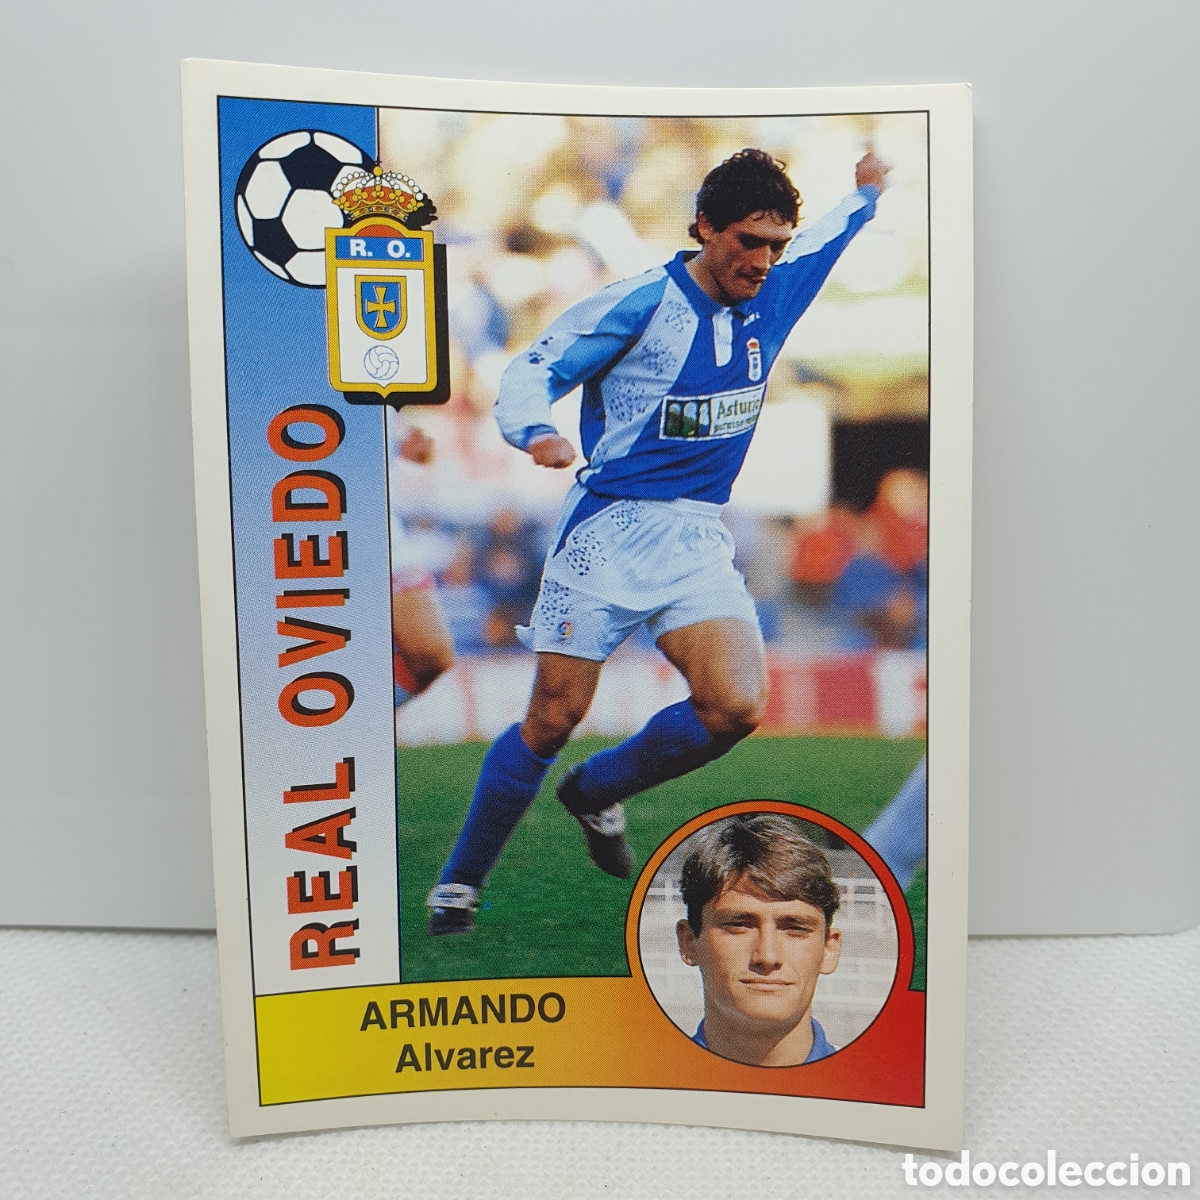 R. O.
REAL OVIEDO
Asturias
ARMANDO
Alvarez
todocoleccion